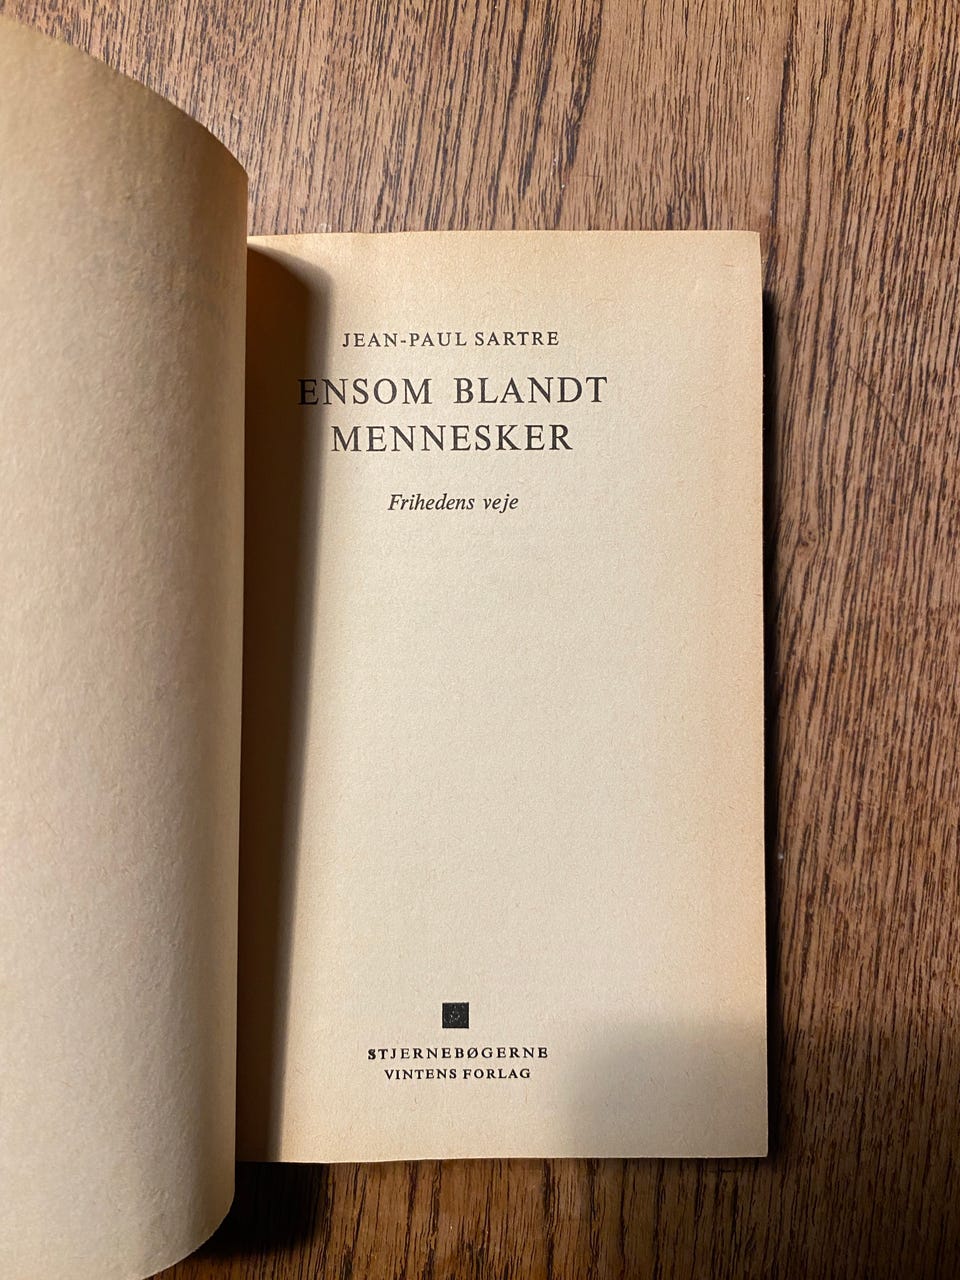 JEAN-PAUL SARTRE
ENSOM BLANDT
MENNESKER
Frihedens veje
STJERNEBØGERNE
VINTENS FORLAG